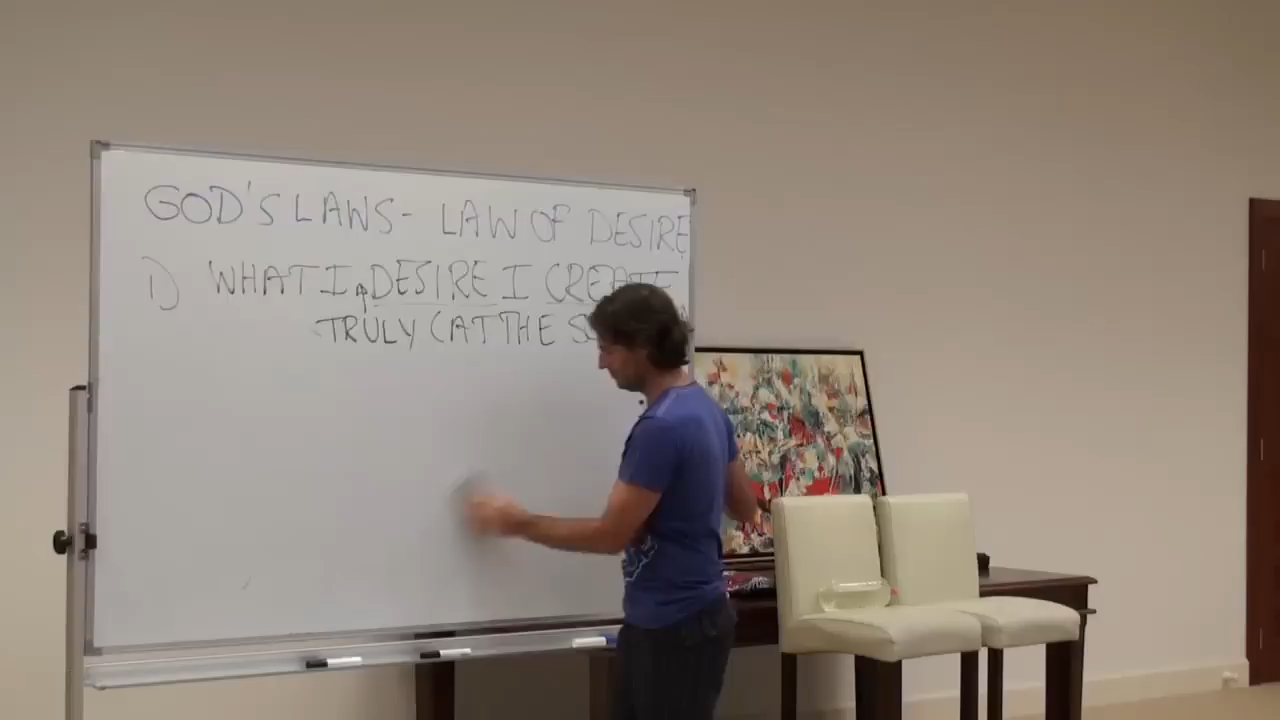 GOD'S LAWS - LAW OF DESIRE
1) WHAT I DESIRE I CREATE
TRULY (AT THE